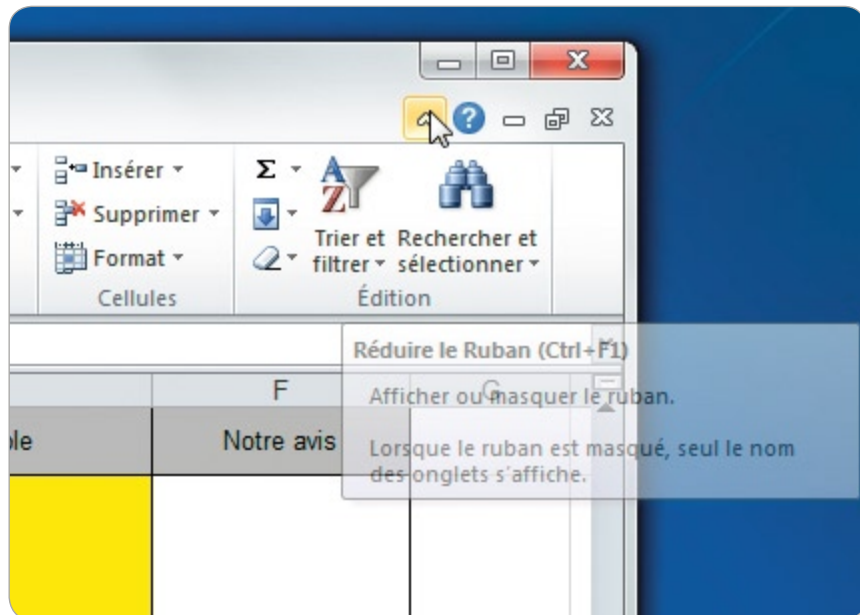 Insérer
Supprimer
Format
Cellules
Σ
A
Z
Trier et
filtrer
Rechercher et
sélectionner
Édition
Réduire le Ruban (Ctrl+F1)
Afficher ou masquer le ruban.
Lorsque le ruban est masqué, seul le nom
des onglets s'affiche.
F
G
ole
Notre avis